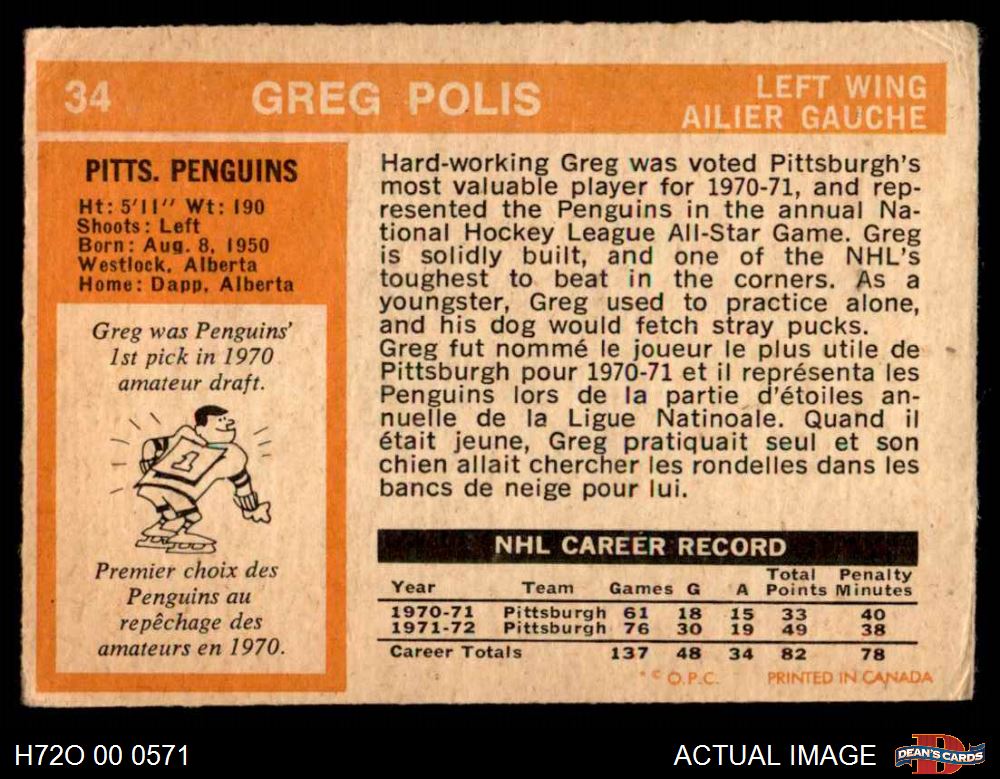 34 GREG POLIS LEFT WING
AILIER GAUCHE
PITTS. PENGUINS
Ht: 5'11" Wt: 190
Shoots: Left
Born: Aug. 8, 1950
Westlock, Alberta
Home: Dapp, Alberta
Greg was Penguins'
1st pick in 1970
amateur draft.
1
Premier choix des
Penguins au
repêchage des
amateurs en 1970.
Hard-working Greg was voted Pittsburgh's
most valuable player for 1970-71, and rep-
resented the Penguins in the annual Na-
tional Hockey League All-Star Game. Greg
is solidly built, and one of the NHL's
toughest to beat in the corners. As a
youngster, Greg used to practice alone,
and his dog would fetch stray pucks.
Greg fut nommé le joueur le plus utile de
Pittsburgh pour 1970-71 et il représenta les
Penguins lors de la partie d'étoiles an-
nuelle de la Ligue Natinoale. Quand il
était jeune, Greg pratiquait seul et son
chien allait chercher les rondelles dans les
bancs de neige pour lui.
NHL CAREER RECORD
Year Team Games G A Total Points Penalty Minutes
1970-71 Pittsburgh 61 18 15 33 40
1971-72 Pittsburgh 76 30 19 49 38
Career Totals 137 48 34 82 78
* © O.P.C. PRINTED IN CANADA
H72O 00 0571 ACTUAL IMAGE DEAN'S CARDS